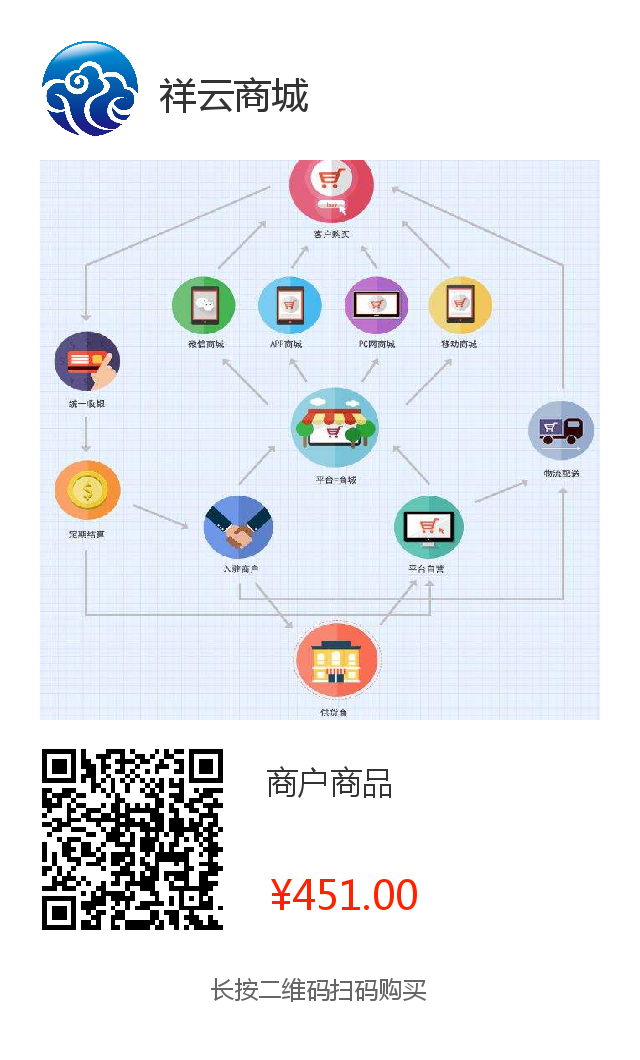 祥云商城
客户购买
微信商城
APP商城
PC网商城
移动商城
统一收银
平台+商城
物流配送
定期结算
入驻商户
平台自营
供货商
商户商品
¥451.00
长按二维码扫码购买